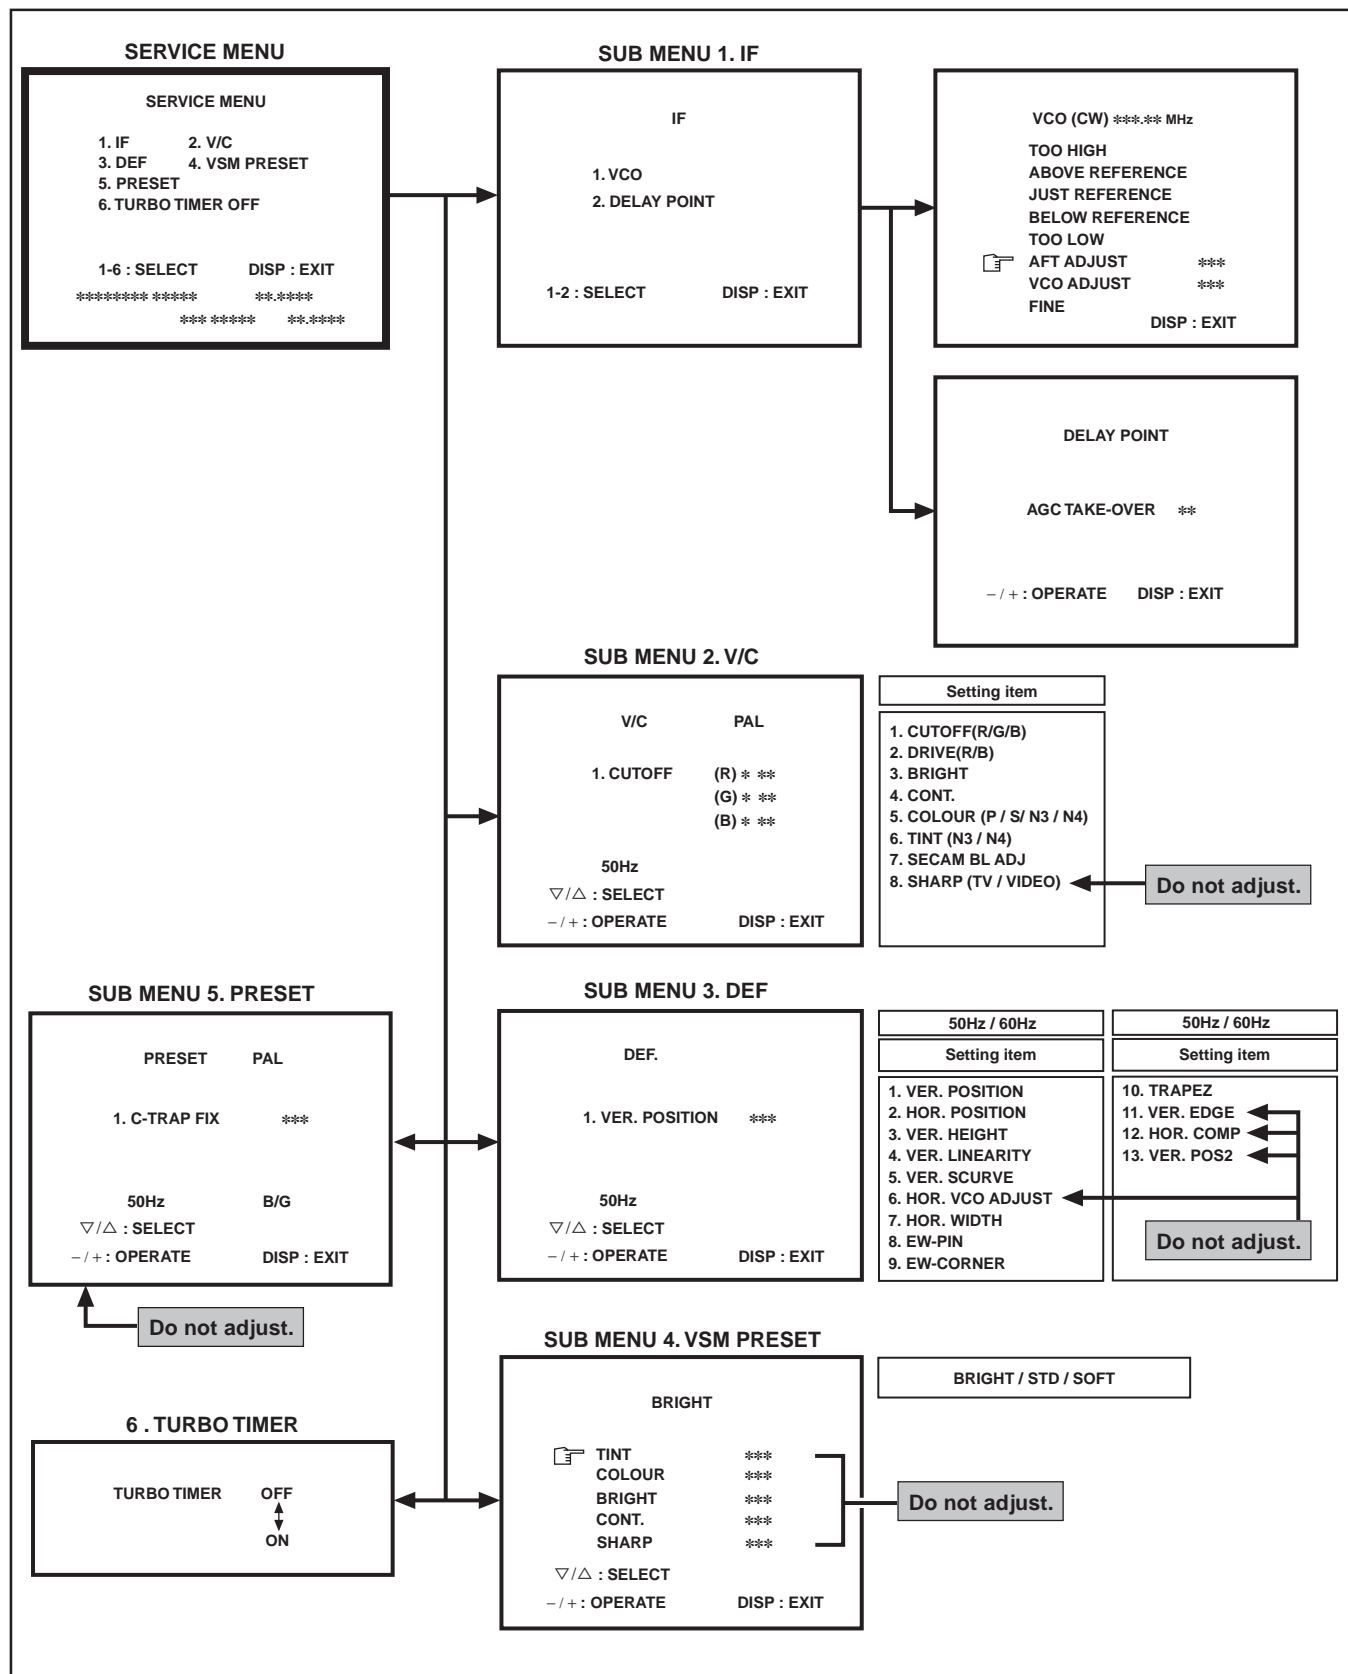 SERVICE MENU
SERVICE MENU
1. IF 2. V/C
3. DEF 4. VSM PRESET
5. PRESET
6. TURBO TIMER OFF
1-6 : SELECT DISP : EXIT
******** ***** **.****
*** ***** **.****
SUB MENU 1. IF
IF
1. VCO
2. DELAY POINT
1-2 : SELECT DISP : EXIT
VCO (CW) ***.** MHz
TOO HIGH
ABOVE REFERENCE
JUST REFERENCE
BELOW REFERENCE
TOO LOW
AFT ADJUST ***
VCO ADJUST ***
FINE
DISP : EXIT
DELAY POINT
AGC TAKE-OVER **
– / + : OPERATE DISP : EXIT
SUB MENU 2. V/C
V/C PAL
1. CUTOFF (R) * **
(G) * **
(B) * **
50Hz
▽/△ : SELECT
– / + : OPERATE DISP : EXIT
Setting item
1. CUTOFF(R/G/B)
2. DRIVE(R/B)
3. BRIGHT
4. CONT.
5. COLOUR (P / S/ N3 / N4)
6. TINT (N3 / N4)
7. SECAM BL ADJ
8. SHARP (TV / VIDEO)
Do not adjust.
SUB MENU 5. PRESET
PRESET PAL
1. C-TRAP FIX ***
50Hz B/G
▽/△ : SELECT
– / + : OPERATE DISP : EXIT
Do not adjust.
SUB MENU 3. DEF
DEF.
1. VER. POSITION ***
50Hz
▽/△ : SELECT
– / + : OPERATE DISP : EXIT
50Hz / 60Hz
Setting item
1. VER. POSITION
2. HOR. POSITION
3. VER. HEIGHT
4. VER. LINEARITY
5. VER. SCURVE
6. HOR. VCO ADJUST
7. HOR. WIDTH
8. EW-PIN
9. EW-CORNER
50Hz / 60Hz
Setting item
10. TRAPEZ
11. VER. EDGE
12. HOR. COMP
13. VER. POS2
Do not adjust.
6 . TURBO TIMER
TURBO TIMER OFF
ON
SUB MENU 4. VSM PRESET
BRIGHT
TINT ***
COLOUR ***
BRIGHT ***
CONT. ***
SHARP ***
▽/△ : SELECT
– / + : OPERATE DISP : EXIT
BRIGHT / STD / SOFT
Do not adjust.